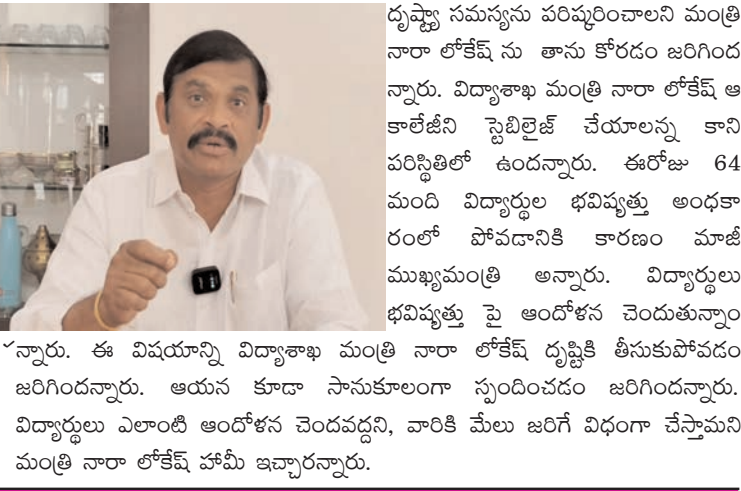 దృష్ట్యా సమస్యను పరిష్కరించాలని మంత్రి
నారా లోకేష్ ను తాను కోరడం జరిగింద
న్నారు. విద్యాశాఖ మంత్రి నారా లోకేష్ ఆ
కాలేజీని స్టెబిలైజ్ చేయాలన్న కాని
పరిస్థితిలో ఉందన్నారు. ఈరోజు 64
మంది విద్యార్థుల భవిష్యత్తు అంధకా
రంలో పోవడానికి కారణం మాజీ
ముఖ్యమంత్రి అన్నారు. విద్యార్థులు
భవిష్యత్తు పై ఆందోళన చెందుతున్నాం
న్నారు. ఈ విషయాన్ని విద్యాశాఖ మంత్రి నారా లోకేష్ దృష్టికి తీసుకుపోవడం
జరిగిందన్నారు. ఆయన కూడా సానుకూలంగా స్పందించడం జరిగిందన్నారు.
విద్యార్థులు ఎలాంటి ఆందోళన చెందవద్దని, వారికి మేలు జరిగే విధంగా చేస్తామని
మంత్రి నారా లోకేష్ హామీ ఇచ్చారన్నారు.